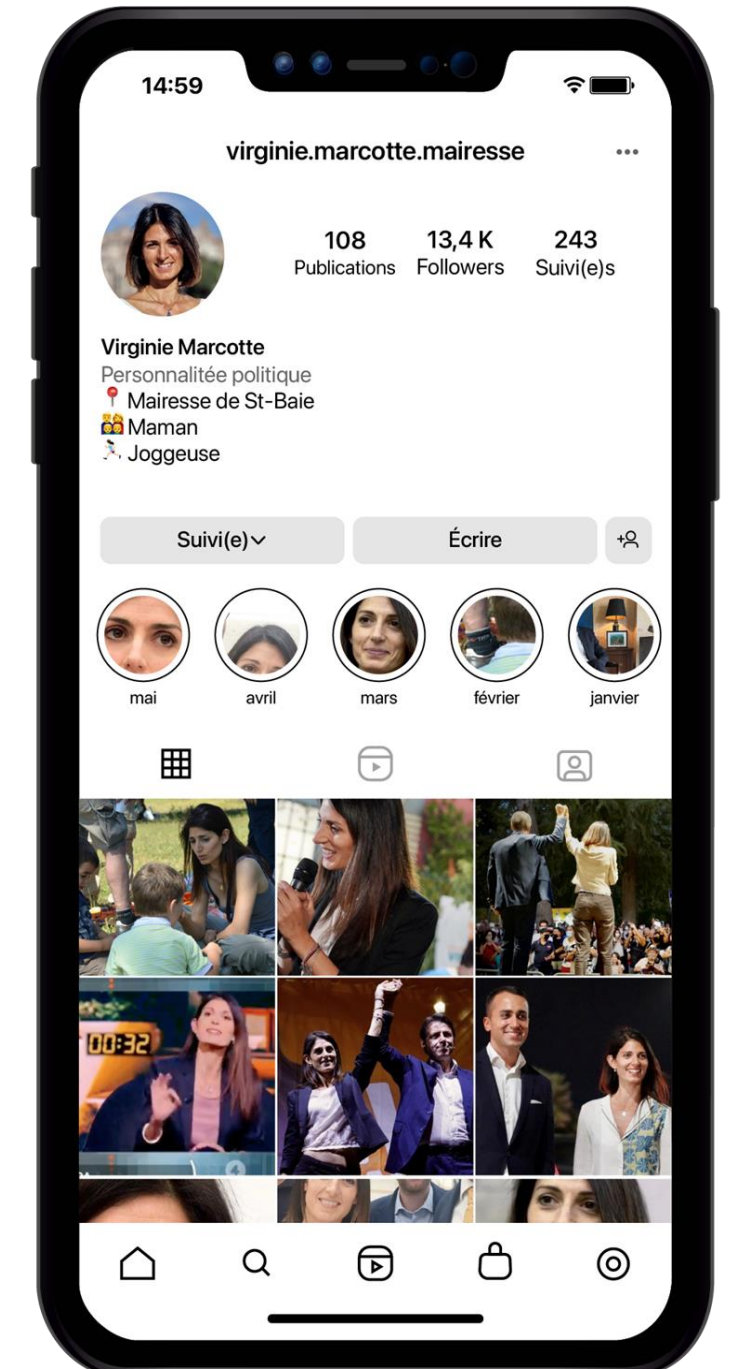 14:59
virginie.marcotte.mairesse
108 13,4 K 243
Publications Followers Suivi(e)s
Virginie Marcotte
Personnalitée politique
Mairesse de St-Baie
Maman
Joggeuse
Suivi(e) Écrire
mai avril mars février janvier
00:32